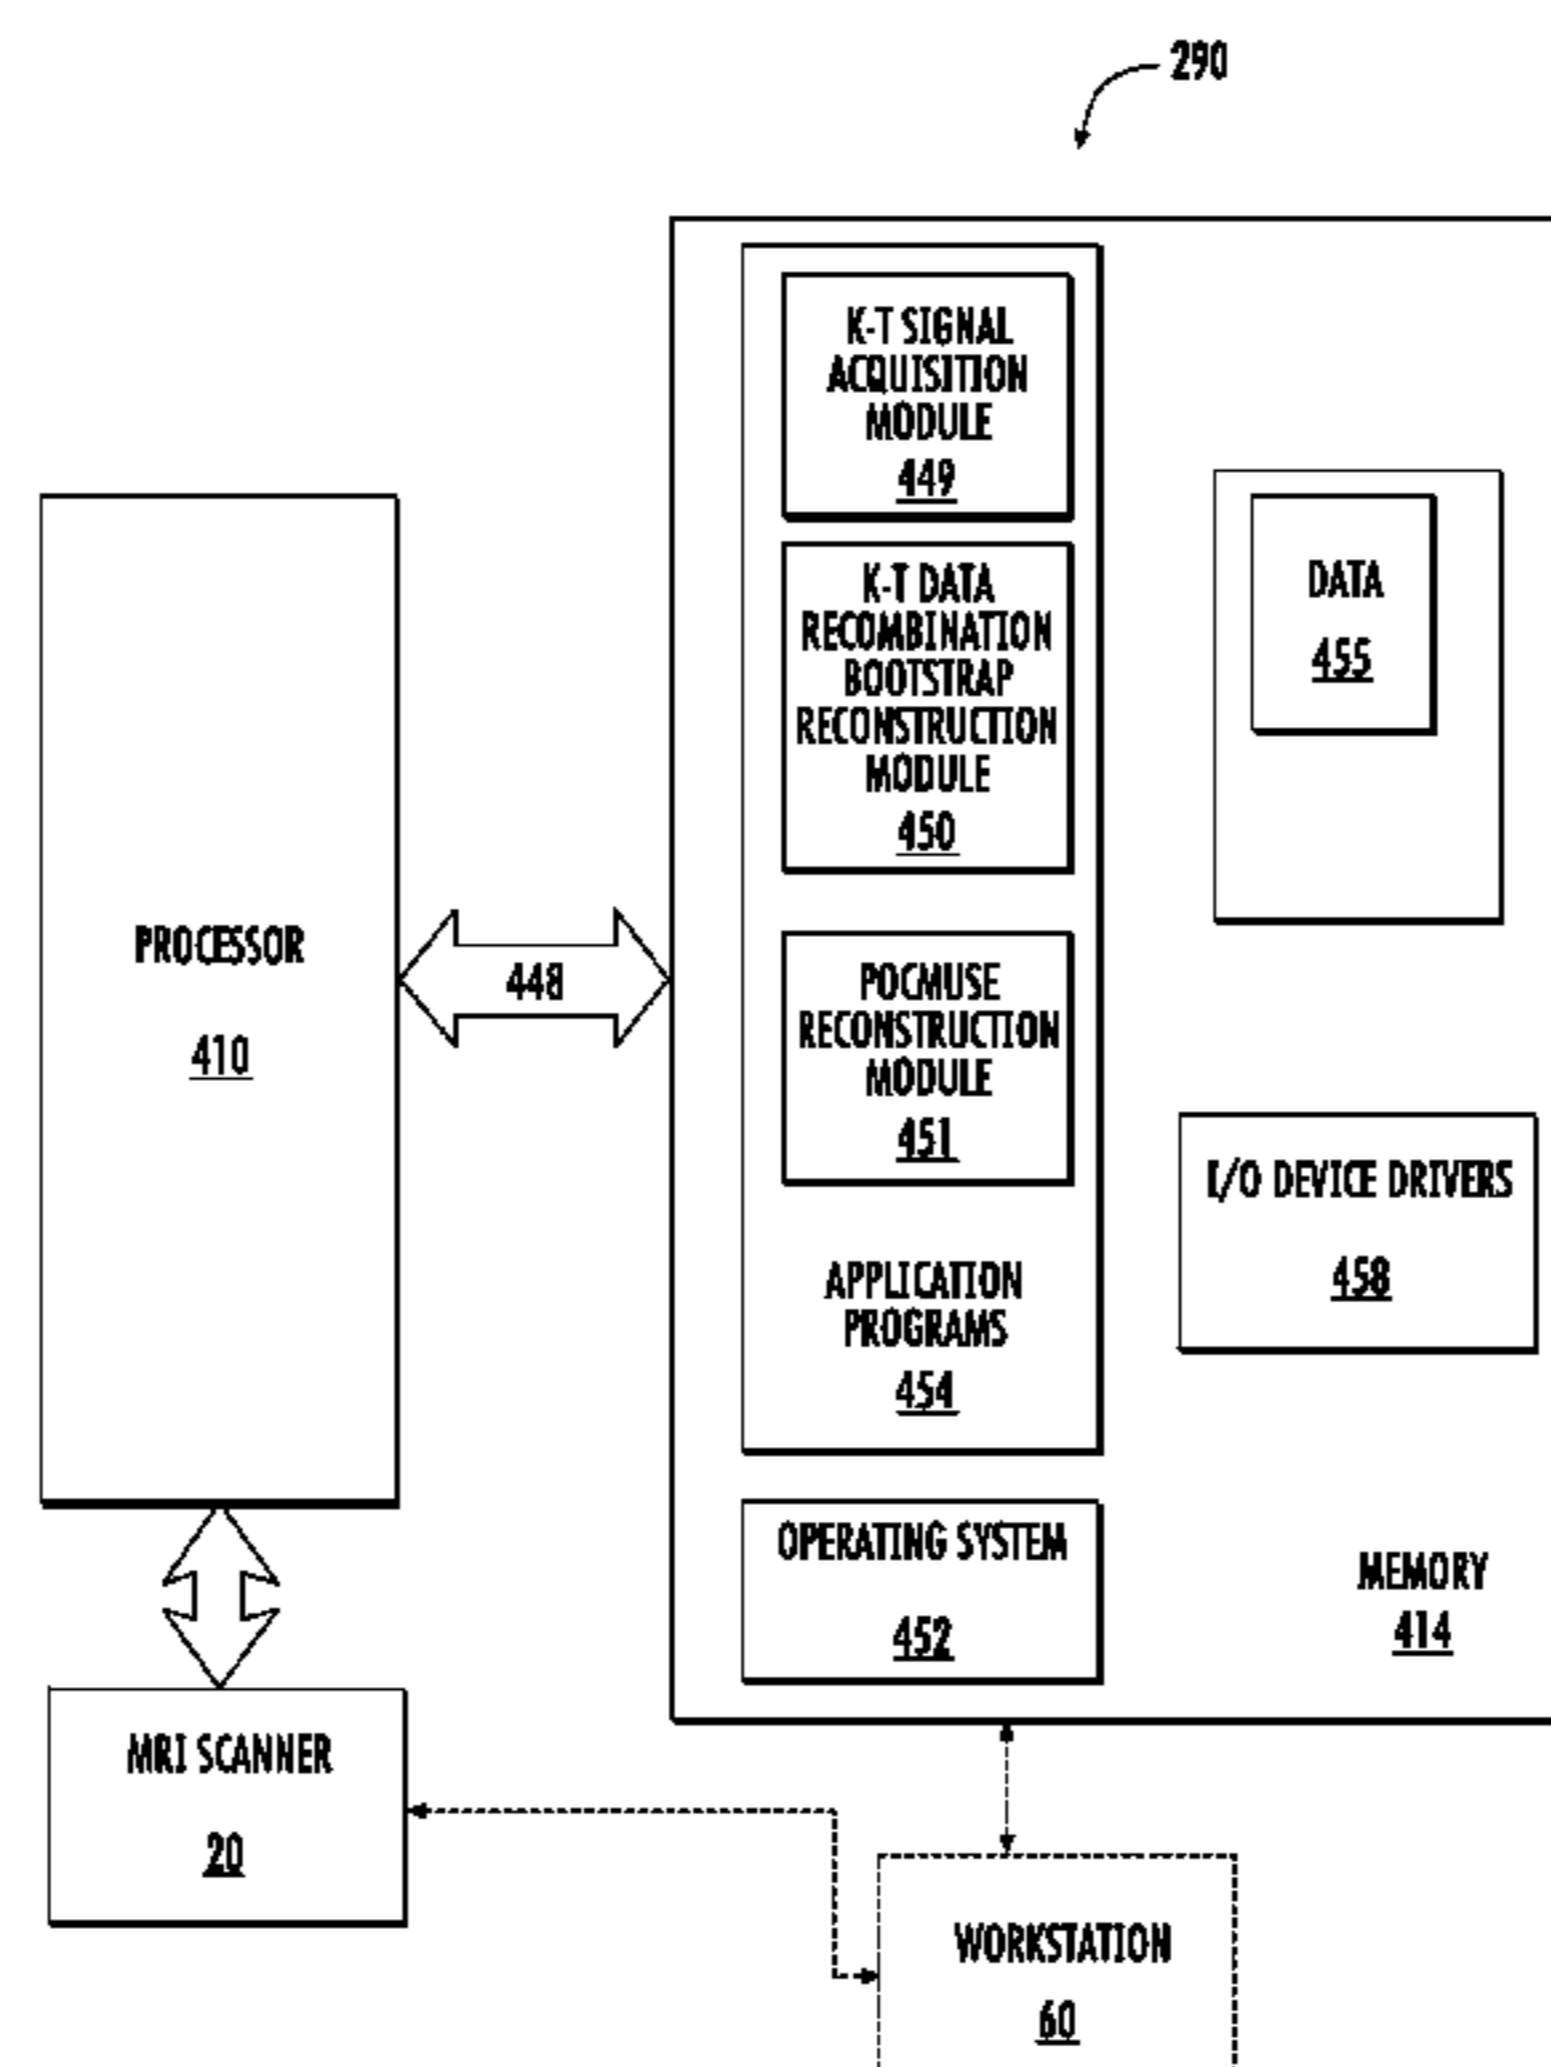 290
K-T SIGNAL
ACQUISITION
MODULE
449
K-T DATA
RECOMBINATION
BOOTSTRAP
RECONSTRUCTION
MODULE
450
DATA
455
PROCESSOR
410
448
POCMUSE
RECONSTRUCTION
MODULE
451
I/O DEVICE DRIVERS
458
APPLICATION
PROGRAMS
454
OPERATING SYSTEM
452
MEMORY
414
MRI SCANNER
20
WORKSTATION
60